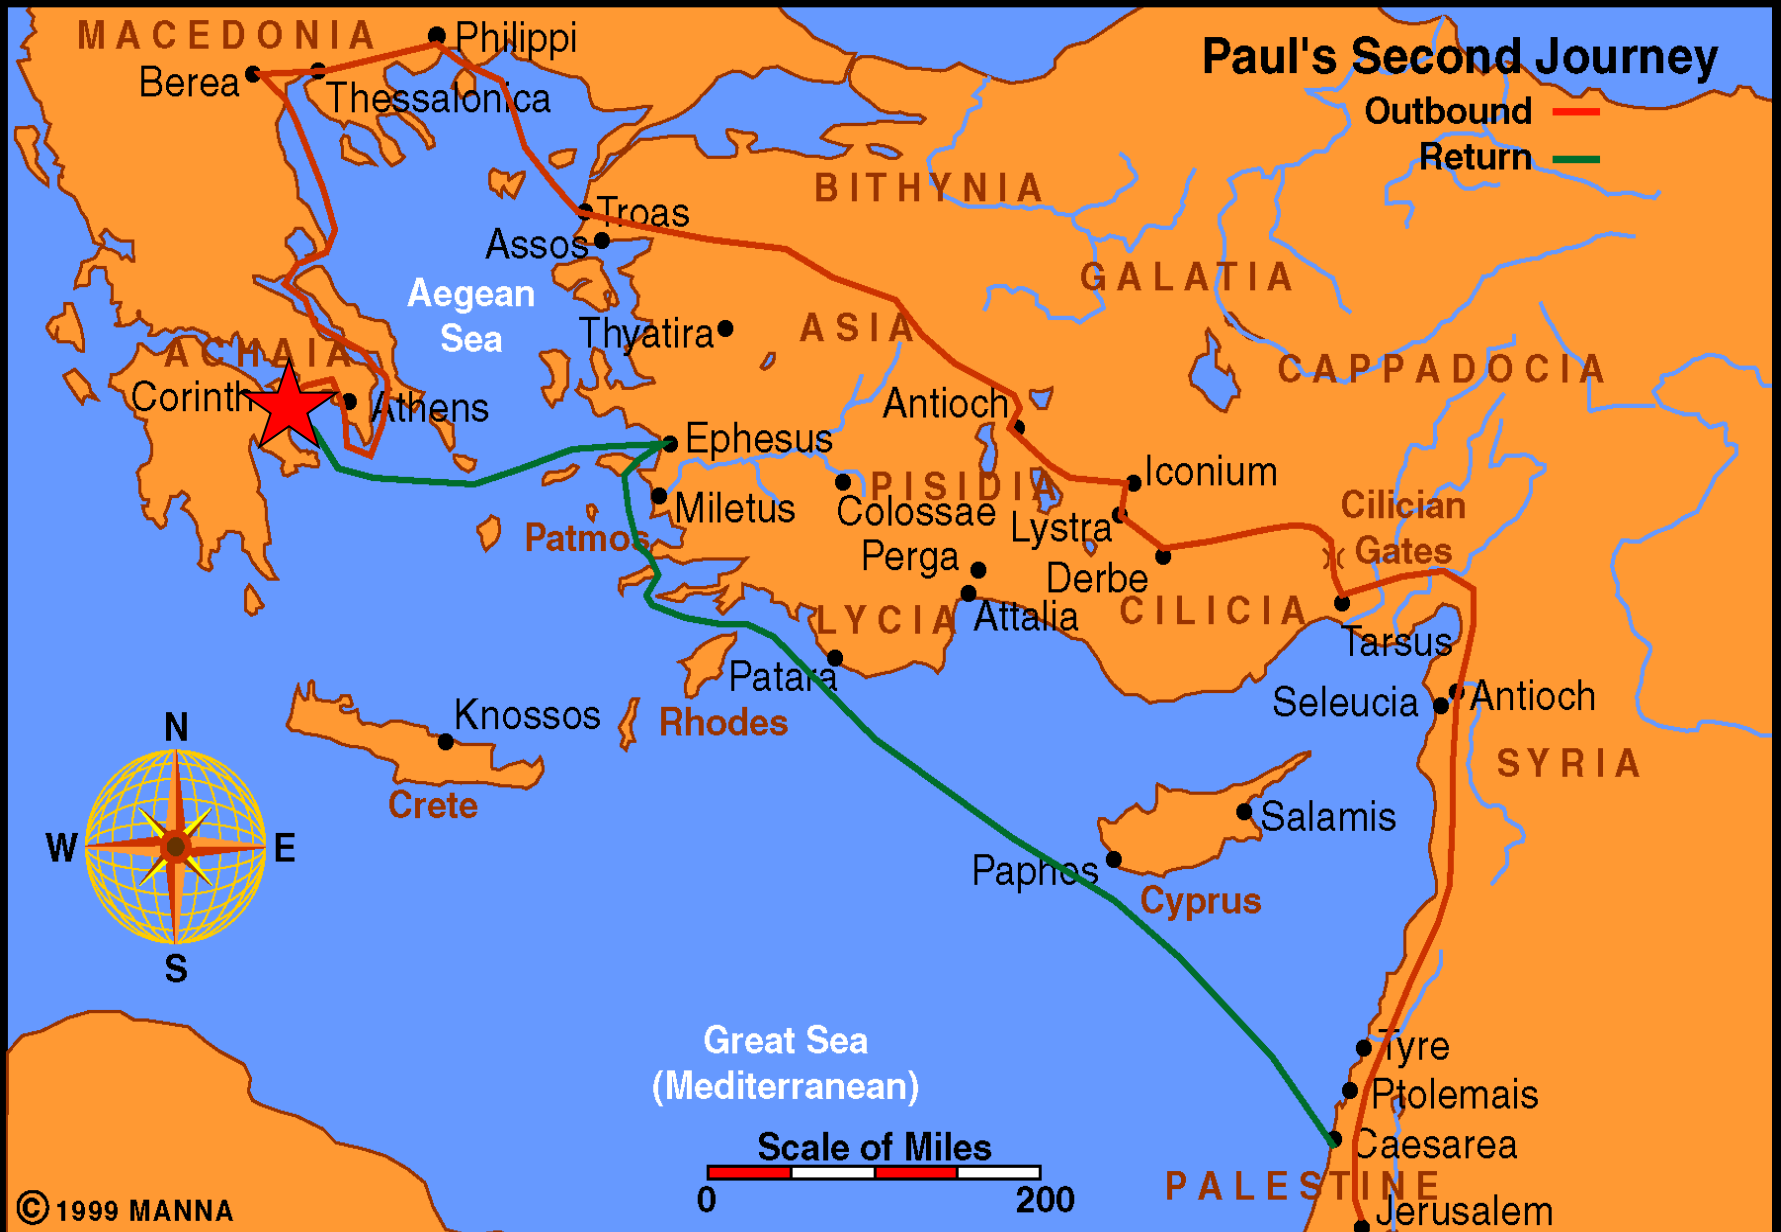 MACEDONIA
Philippi
Paul's Second Journey
Berea
Thessalonica
Outbound
Return
BITHYNIA
Troas
Assos
GALATIA
Aegean
Sea
Thyatira
ASIA
ACHAIA
CAPPADOCIA
Corinth
Athens
Antioch
Ephesus
Iconium
PISIDIA
Miletus
Colossae
Lystra
Cilician
Gates
Patmos
Perga
Derbe
LYCIA
Attalia
CILICIA
Tarsus
Patara
Seleucia
Antioch
Knossos
Rhodes
SYRIA
N
Crete
Salamis
W
E
Paphos
Cyprus
S
Great Sea
(Mediterranean)
Tyre
Ptolemais
Scale of Miles
Caesarea
0
200
PALESTINE
Jerusalem
© 1999 MANNA